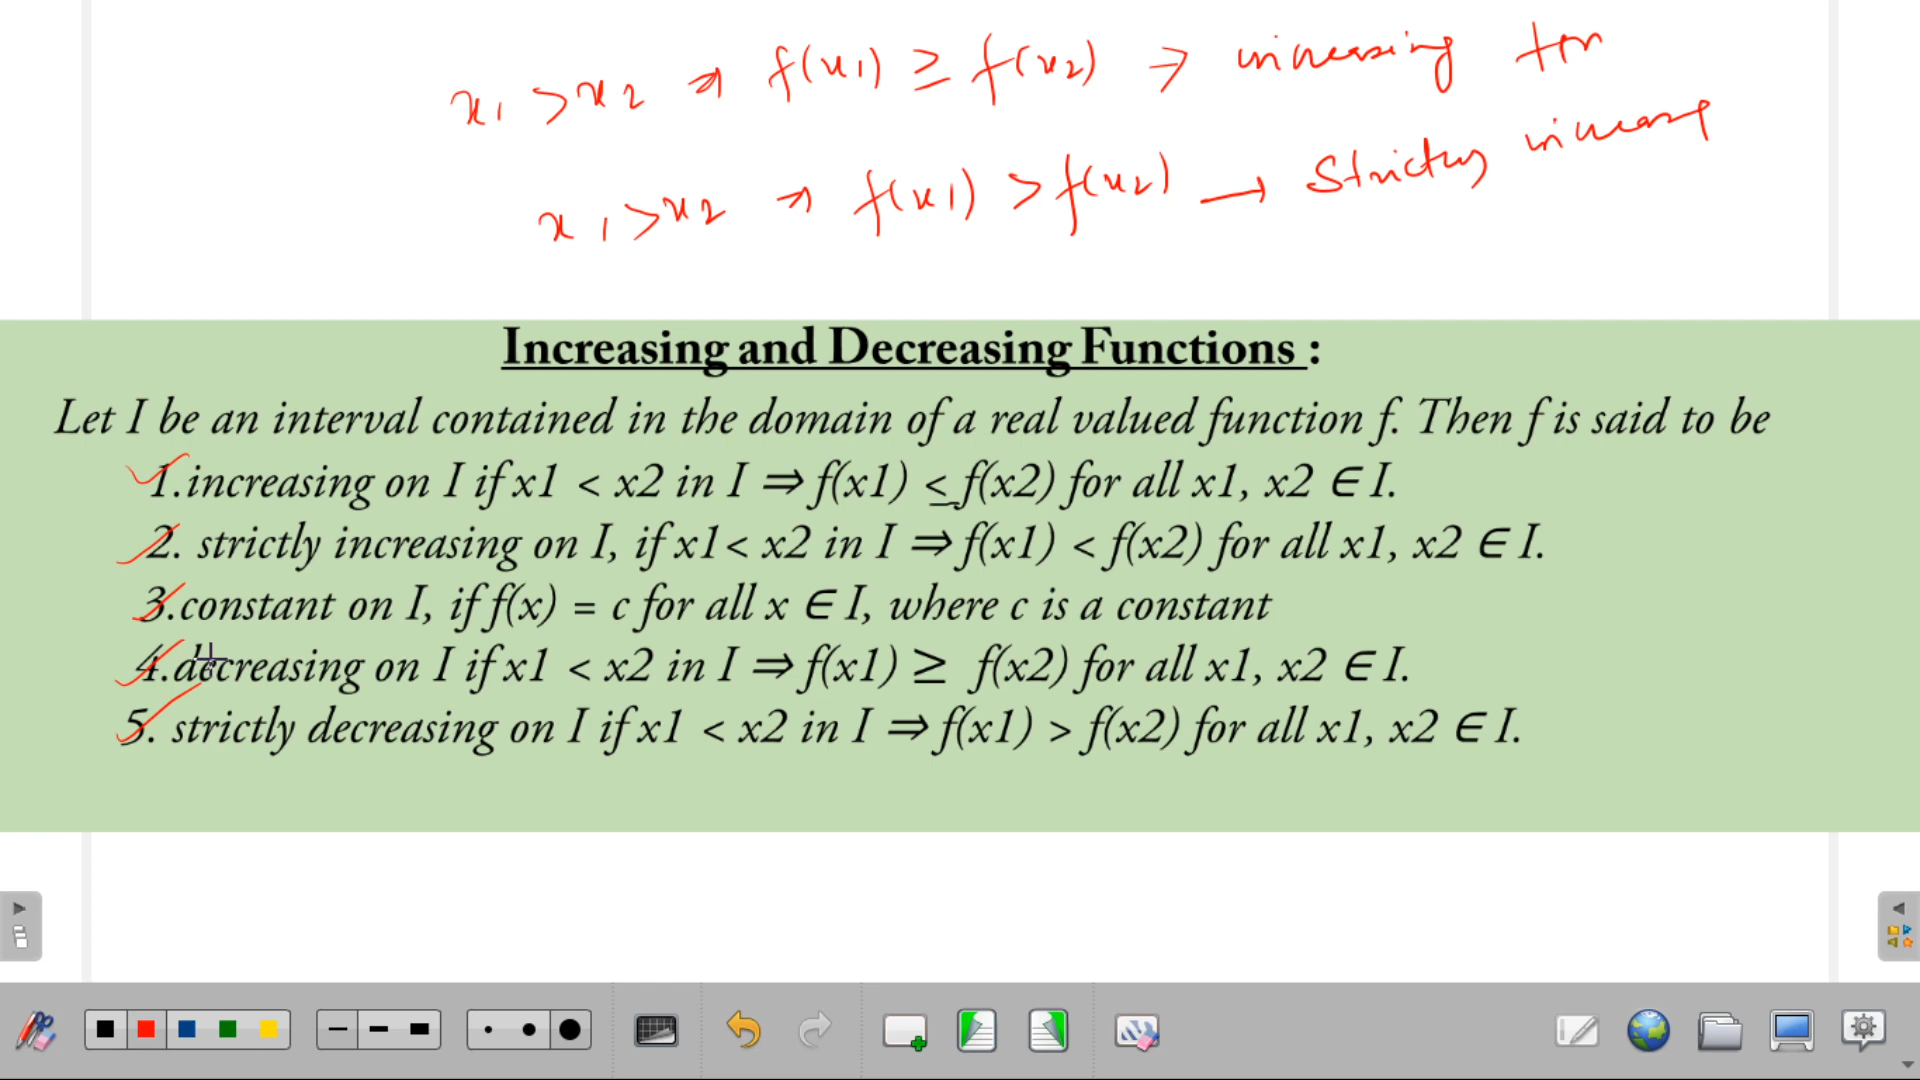 x1 > x2 ⇒ f(x1) ≥ f(x2) → increasing fn
x1 > x2 ⇒ f(x1) > f(x2) → Strictly increasing
Increasing and Decreasing Functions :
Let I be an interval contained in the domain of a real valued function f. Then f is said to be
1.increasing on I if x1 < x2 in I ⇒ f(x1) ≤ f(x2) for all x1, x2 ∈ I.
2. strictly increasing on I, if x1< x2 in I ⇒ f(x1) < f(x2) for all x1, x2 ∈ I.
3.constant on I, if f(x) = c for all x ∈ I, where c is a constant
4.decreasing on I if x1 < x2 in I ⇒ f(x1) ≥ f(x2) for all x1, x2 ∈ I.
5. strictly decreasing on I if x1 < x2 in I ⇒ f(x1) > f(x2) for all x1, x2 ∈ I.